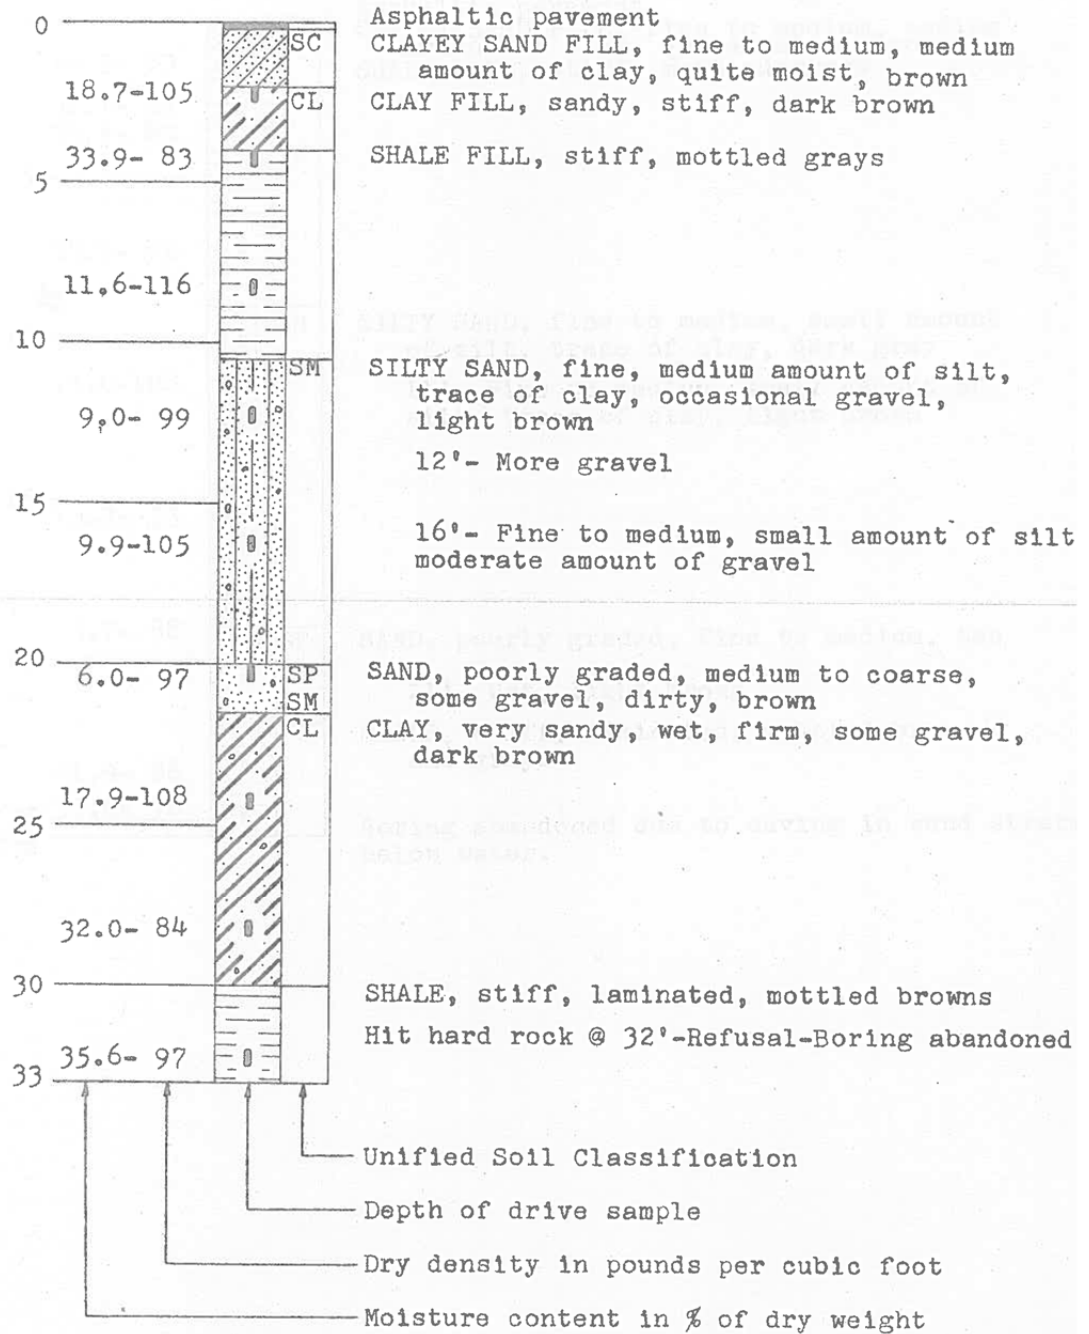 Asphaltic pavement
0
SC CLAYEY SAND FILL, fine to medium, medium
amount of clay, quite moist, brown
18.7-105
CL CLAY FILL, sandy, stiff, dark brown
33.9- 83 SHALE FILL, stiff, mottled grays
5
11.6-116
10
SM SILTY SAND, fine, medium amount of silt,
trace of clay, occasional gravel,
9.0- 99
light brown
12'- More gravel
15
16'- Fine to medium, small amount of silt
9.9-105
moderate amount of gravel
20
6.0- 97 SP SAND, poorly graded, medium to coarse,
SM some gravel, dirty, brown
CL CLAY, very sandy, wet, firm, some gravel,
dark brown
17.9-108
25
32.0- 84
30
SHALE, stiff, laminated, mottled browns
Hit hard rock @ 32'-Refusal-Boring abandoned
35.6- 97
33
Unified Soil Classification
Depth of drive sample
Dry density in pounds per cubic foot
Moisture content in % of dry weight